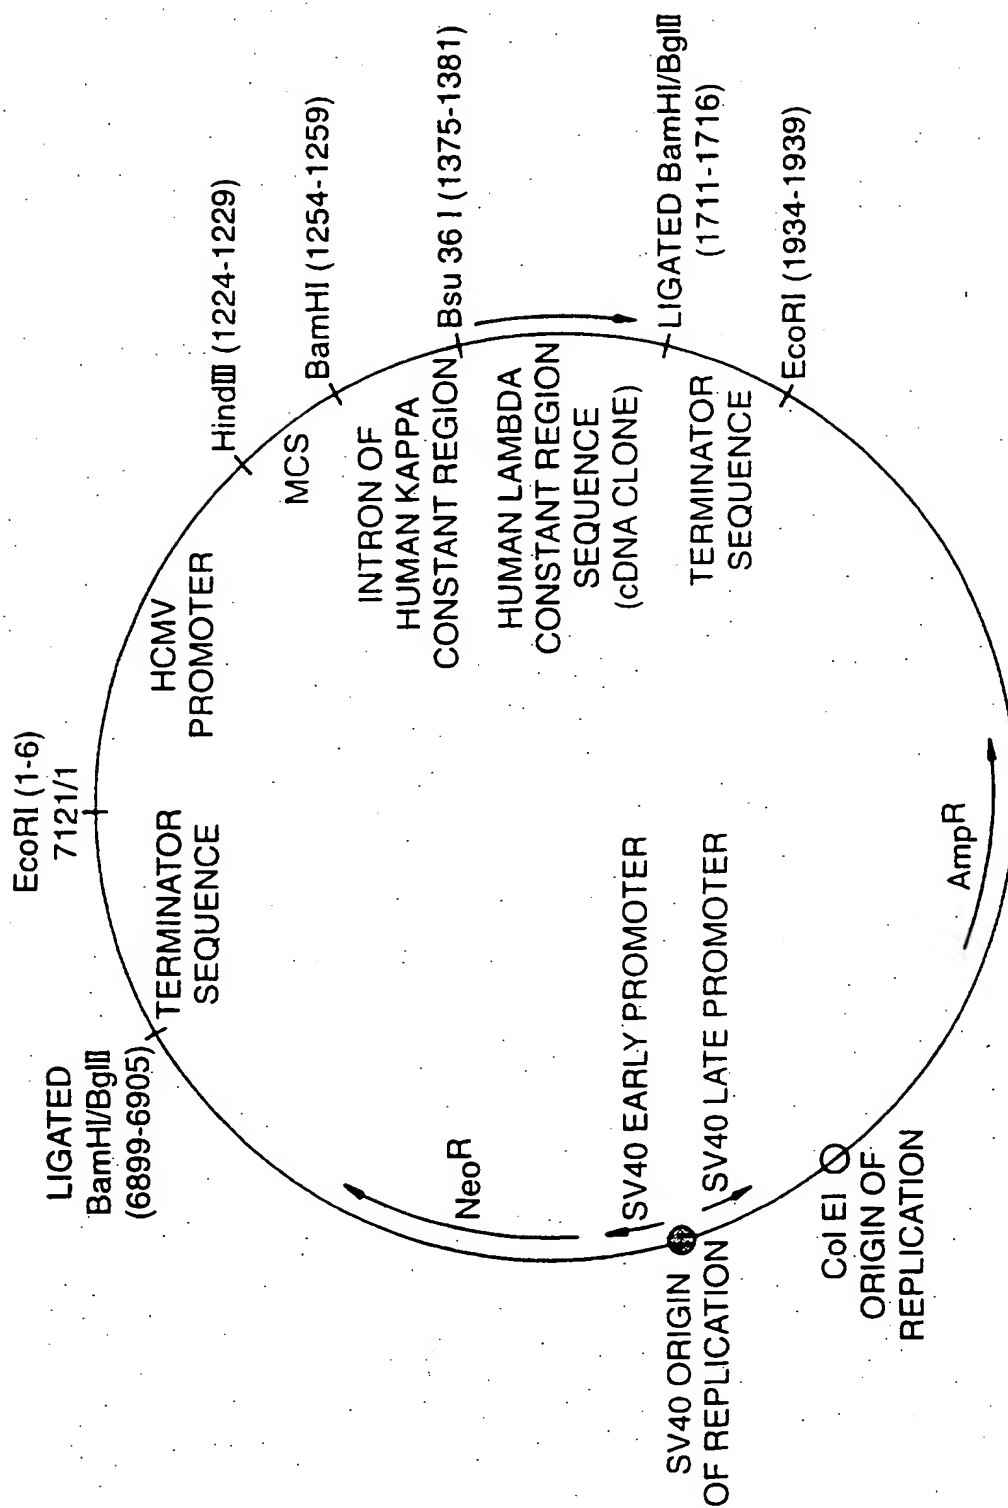 EcoRI (1-6)
7121/1
HindⅢ (1224-1229)
BamHI (1254-1259)
Bsu 36 I (1375-1381)
LIGATED BamHI/BglⅡ
(1711-1716)
EcoRI (1934-1939)
HCMV
PROMOTER
MCS
INTRON OF
HUMAN KAPPA
CONSTANT REGION
HUMAN LAMBDA
CONSTANT REGION
SEQUENCE
(cDNA CLONE)
TERMINATOR
SEQUENCE
AmpR
Col EI
ORIGIN OF
REPLICATION
SV40 LATE PROMOTER
SV40 EARLY PROMOTER
SV40 ORIGIN
OF REPLICATION
NeoR
LIGATED
BamHI/BglⅡ
(6899-6905)
TERMINATOR
SEQUENCE